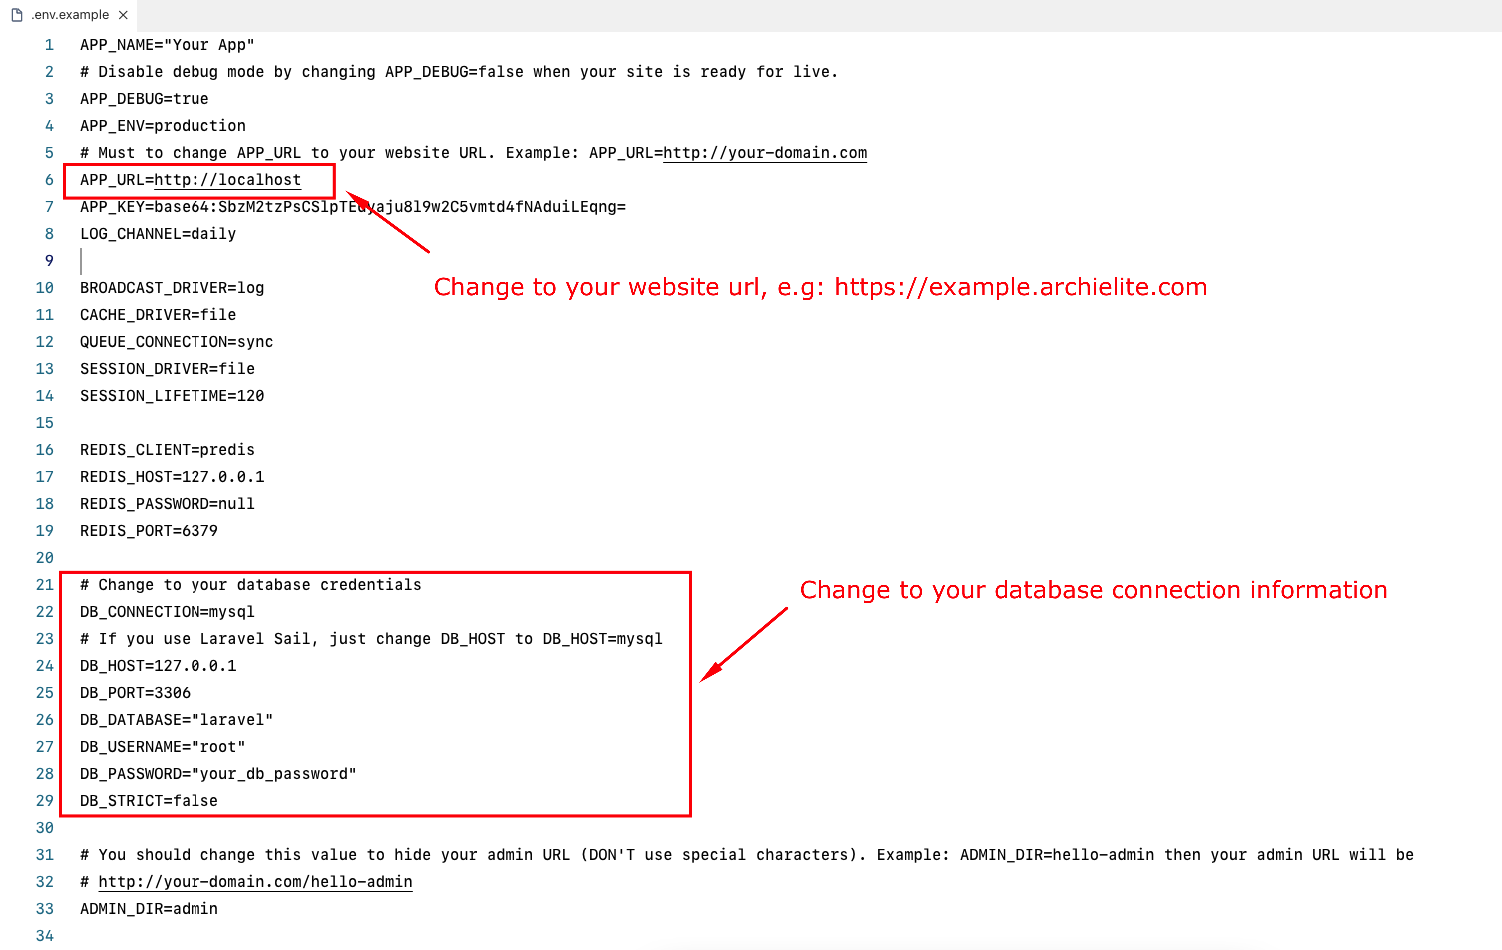 .env.example
1 APP_NAME="Your App"
2 # Disable debug mode by changing APP_DEBUG=false when your site is ready for live.
3 APP_DEBUG=true
4 APP_ENV=production
5 # Must to change APP_URL to your website URL. Example: APP_URL=http://your-domain.com
6 APP_URL=http://localhost
7
8 LOG_CHANNEL=daily
9
Change to your website url, e.g: https://example.archielite.com
10 BROADCAST_DRIVER=log
11 CACHE_DRIVER=file
12 QUEUE_CONNECTION=sync
13 SESSION_DRIVER=file
14 SESSION_LIFETIME=120
15
16 REDIS_CLIENT=predis
17 REDIS_HOST=127.0.0.1
18 REDIS_PASSWORD=null
19 REDIS_PORT=6379
20
21 # Change to your database credentials
Change to your database connection information
22 DB_CONNECTION=mysql
23 # If you use Laravel Sail, just change DB_HOST to DB_HOST=mysql
24 DB_HOST=127.0.0.1
25 DB_PORT=3306
26 DB_DATABASE="laravel"
27 DB_USERNAME="root"
28 DB_PASSWORD="your_db_password"
29 DB_STRICT=false
30
31 # You should change this value to hide your admin URL (DON'T use special characters). Example: ADMIN_DIR=hello-admin then your admin URL will be
32 # http://your-domain.com/hello-admin
33 ADMIN_DIR=admin
34